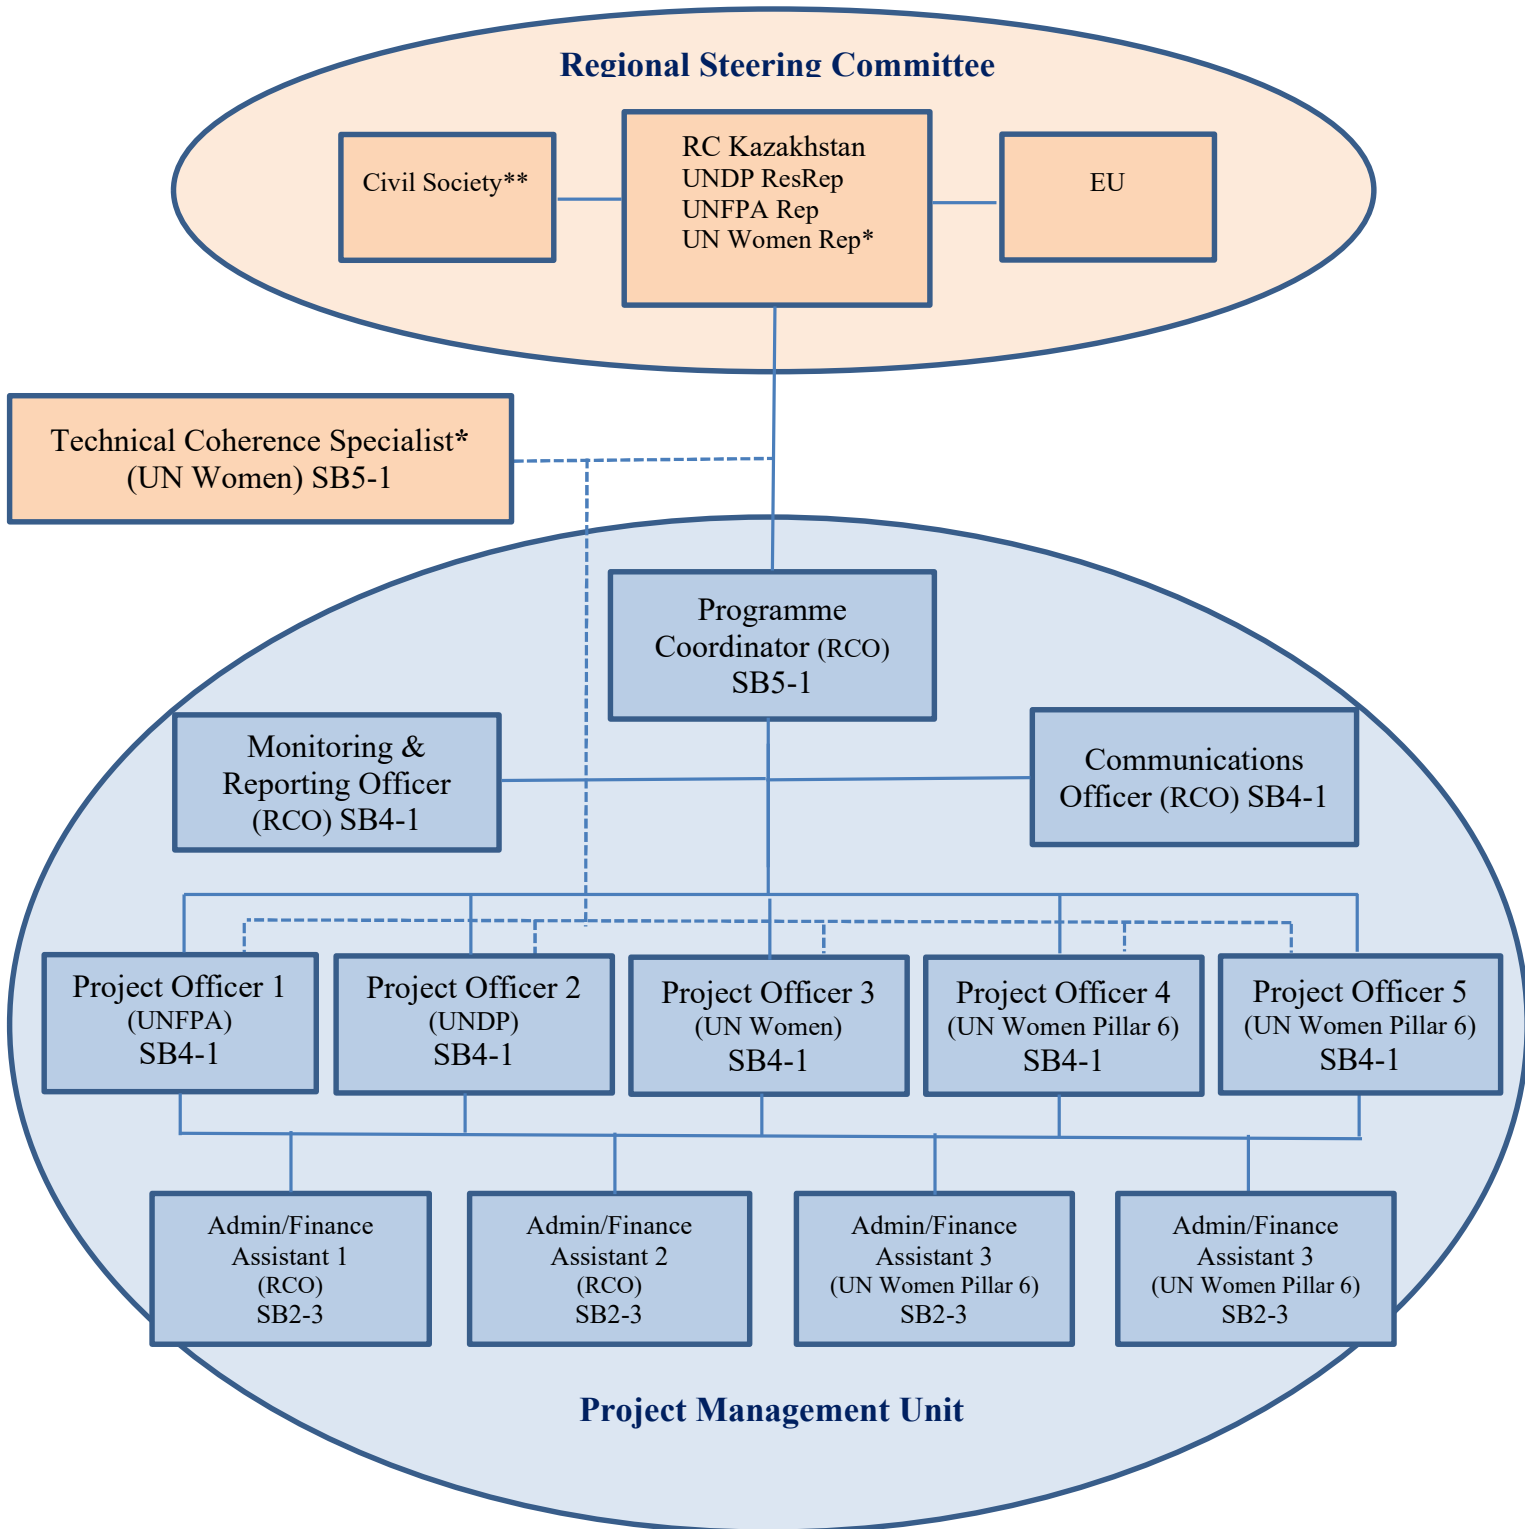 Regional Steering Committee
Civil Society**
RC Kazakhstan
UNDP ResRep
UNFPA Rep
UN Women Rep*
EU
Technical Coherence Specialist*
(UN Women) SB5-1
Programme
Coordinator (RCO)
SB5-1
Monitoring &
Reporting Officer
(RCO) SB4-1
Communications
Officer (RCO) SB4-1
Project Officer 1
(UNFPA)
SB4-1
Project Officer 2
(UNDP)
SB4-1
Project Officer 3
(UN Women)
SB4-1
Project Officer 4
(UN Women Pillar 6)
SB4-1
Project Officer 5
(UN Women Pillar 6)
SB4-1
Admin/Finance
Assistant 1
(RCO)
SB2-3
Admin/Finance
Assistant 2
(RCO)
SB2-3
Admin/Finance
Assistant 3
(UN Women Pillar 6)
SB2-3
Admin/Finance
Assistant 3
(UN Women Pillar 6)
SB2-3
Project Management Unit